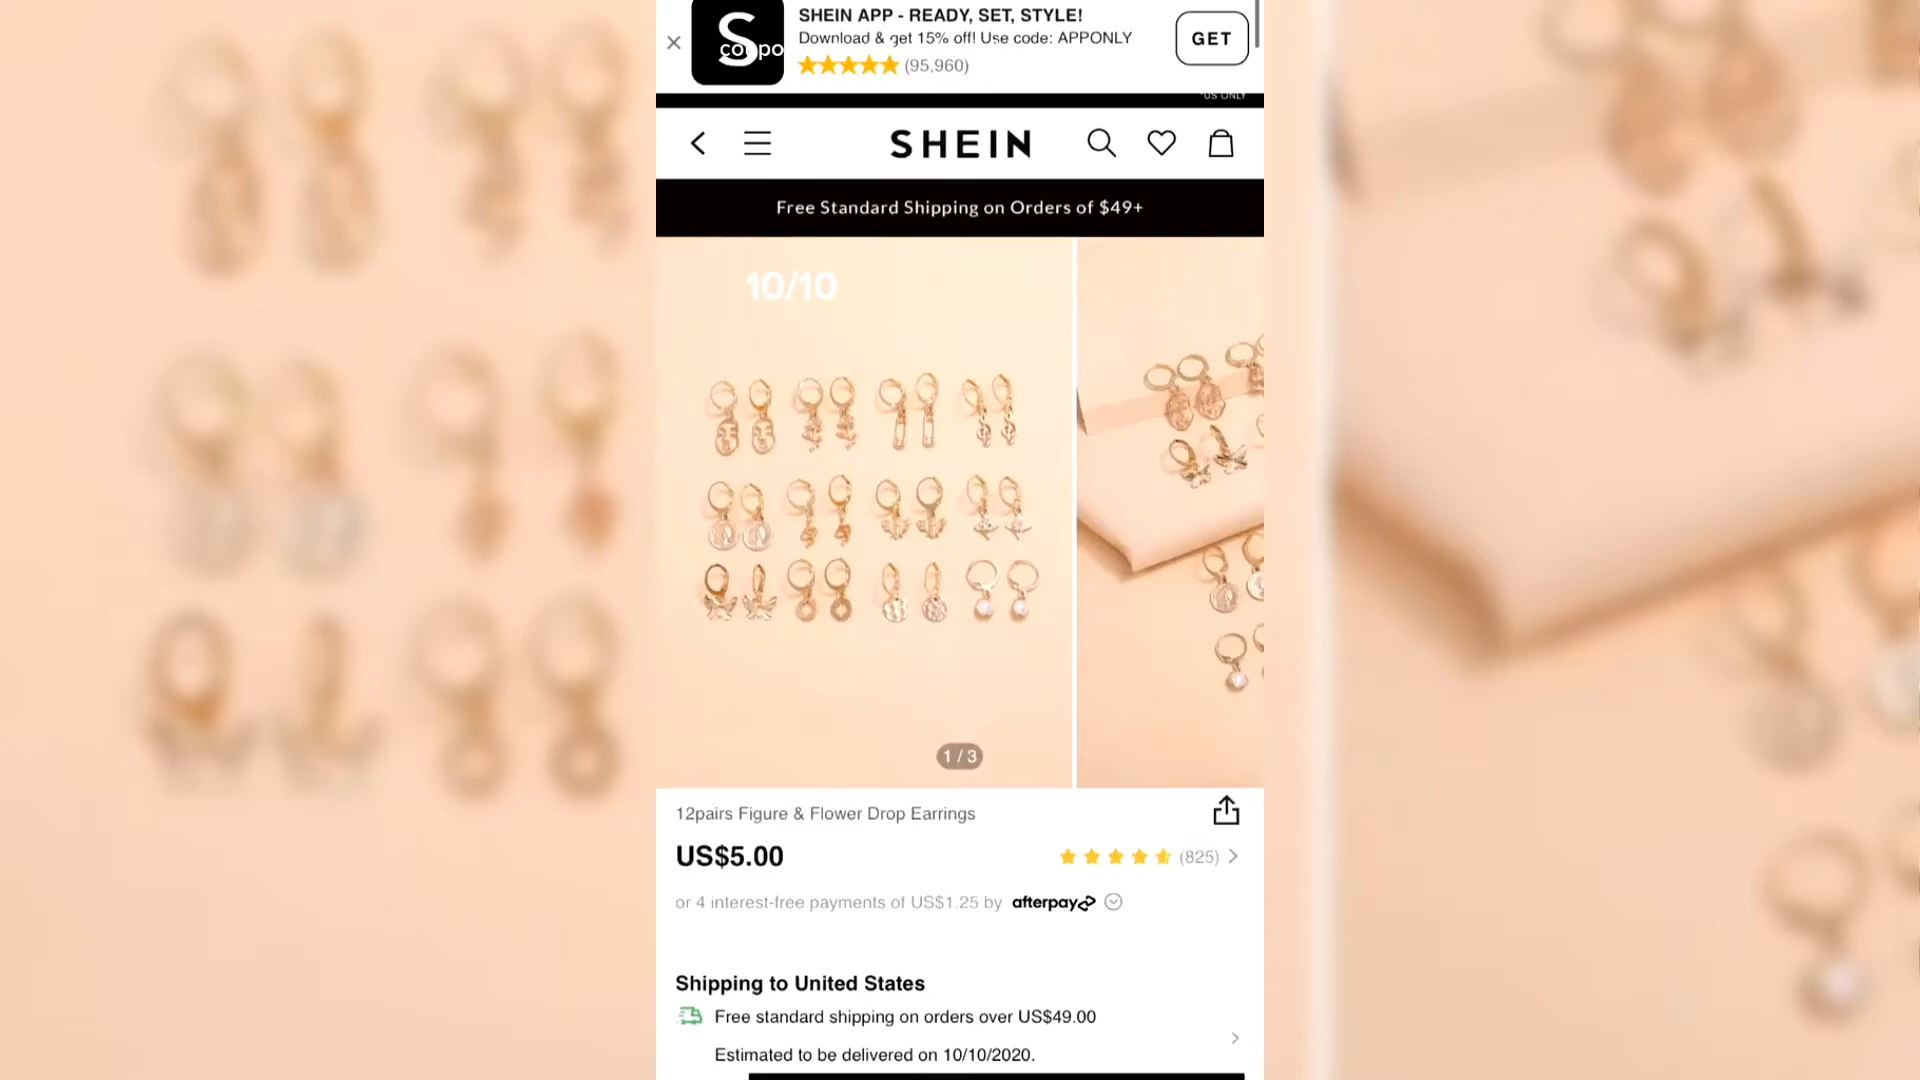 SHEIN APP - READY, SET, STYLE!
Download & get 15% off! Use code: APPONLY
S
coupo
(95,960)
GET
*US ONLY
SHEIN
Free Standard Shipping on Orders of $49+
10/10
1 / 3
12pairs Figure & Flower Drop Earrings
US$5.00
(825)
or 4 interest-free payments of US$1.25 by afterpay
Shipping to United States
Free standard shipping on orders over US$49.00
Estimated to be delivered on 10/10/2020.